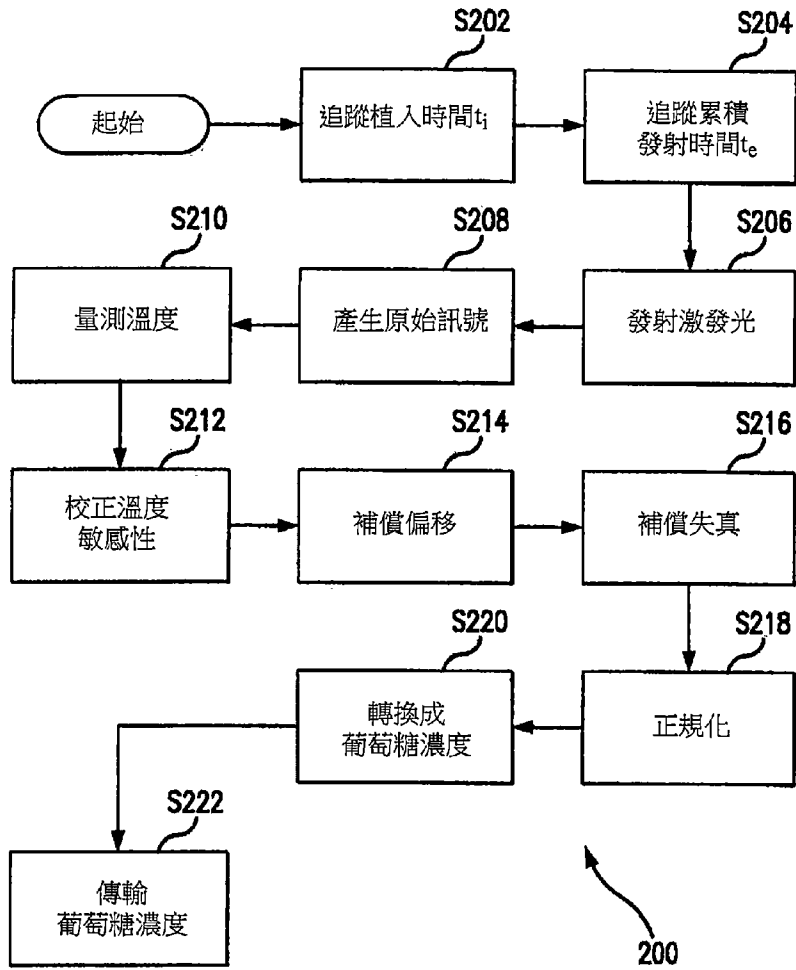 S202
S204
起始
追蹤植入時間ti
追蹤累積
發射時間te
S210
S208
S206
量測溫度
產生原始訊號
發射激發光
S212
S214
S216
校正溫度
敏感性
補償偏移
補償失真
S220
S218
轉換成
葡萄糖濃度
正規化
S222
傳輸
葡萄糖濃度
200